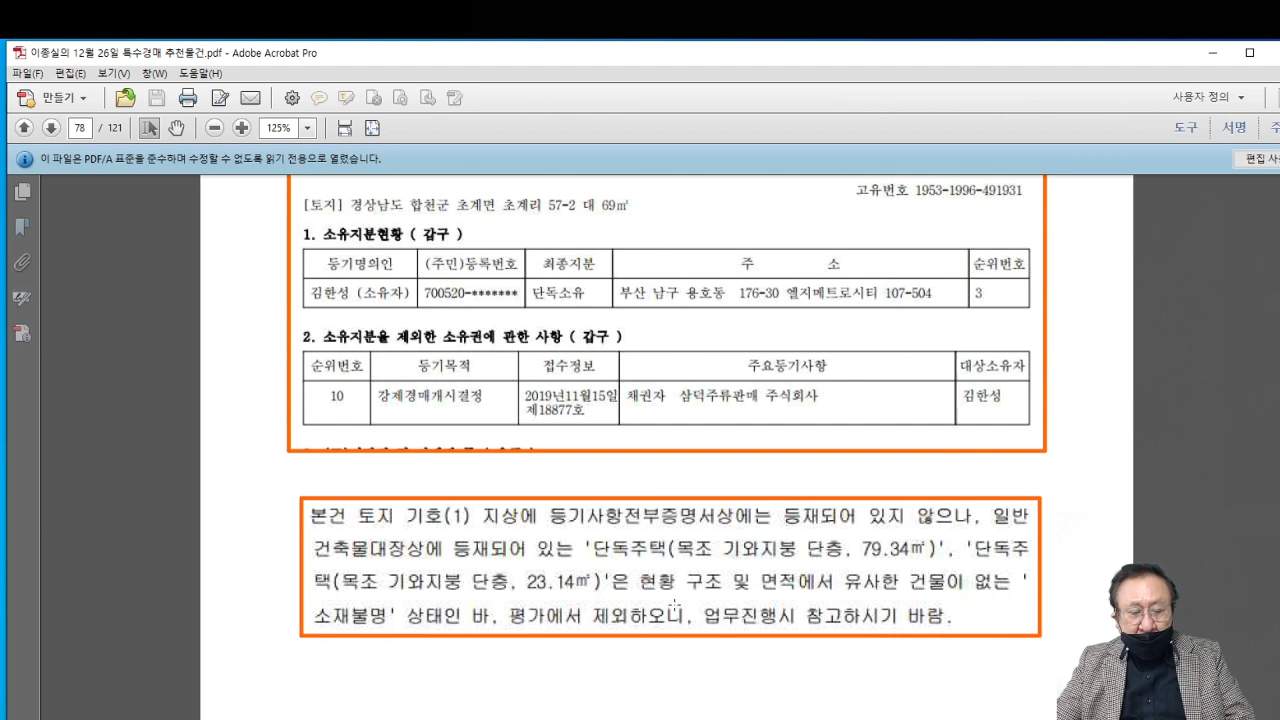 이종실의 12월 26일 특수경매 추천물건.pdf - Adobe Acrobat Pro
파일(F) 편집(E) 보기(V) 창(W) 도움말(H)
만들기 사용자 정의
78 / 121 125% 도구 서명
이 파일은 PDF/A 표준을 준수하며 수정할 수 없도록 읽기 전용으로 열렸습니다. 편집
고유번호 1953-1996-491931
[토지] 경상남도 합천군 초계면 초계리 57-2 대 69㎡
1. 소유지분현황 ( 갑구 )
등기명의인 (주민)등록번호 최종지분 주 소 순위번호
김한성 (소유자) 700520-******* 단독소유 부산 남구 용호동 176-30 엘지메트로시티 107-504 3
2. 소유지분을 제외한 소유권에 관한 사항 ( 갑구 )
순위번호 등기목적 접수정보 주요등기사항 대상소유자
10 강제경매개시결정 2019년11월15일 채권자 삼덕주류판매 주식회사 김한성
제18877호
본건 토지 기호(1) 지상에 등기사항전부증명서상에는 등재되어 있지 않으나, 일반
건축물대장상에 등재되어 있는 '단독주택(목조 기와지붕 단층, 79.34㎡)', '단독주
택(목조 기와지붕 단층, 23.14㎡)'은 현황 구조 및 면적에서 유사한 건물이 없는 '
소재불명' 상태인 바, 평가에서 제외하오니, 업무진행시 참고하시기 바람.